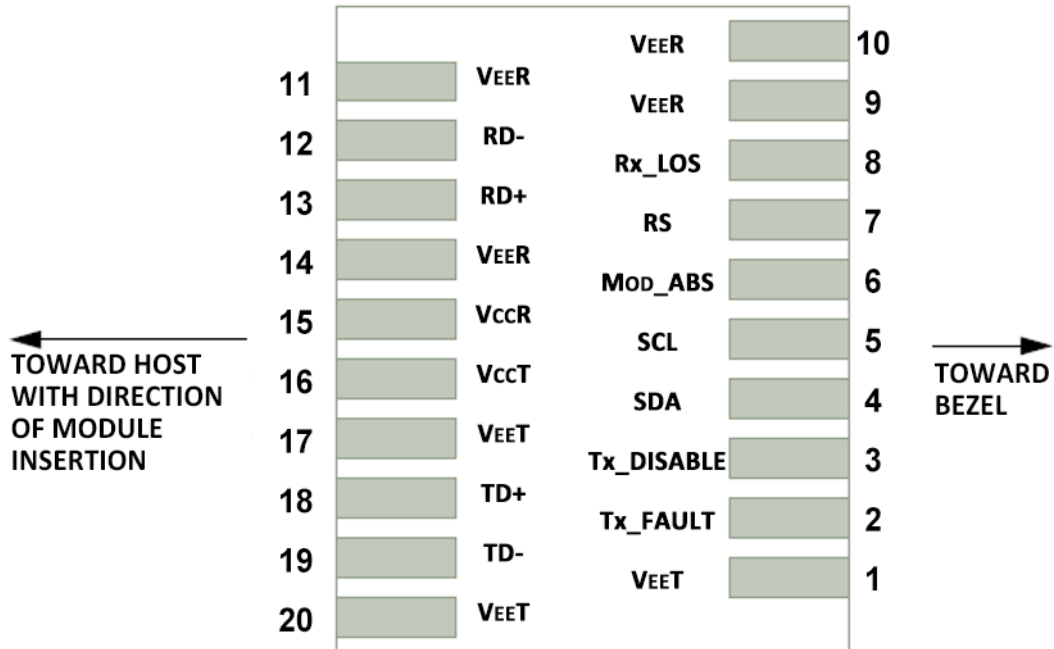 VEER 10
11 VEER
VEER 9
12 RD-
Rx_LOS 8
13 RD+
RS 7
14 VEER
MOD_ABS 6
15 VCCR
SCL 5
TOWARD HOST
WITH DIRECTION
OF MODULE
INSERTION
TOWARD
BEZEL
16 VCCT
SDA 4
17 VEET
Tx_DISABLE 3
18 TD+
Tx_FAULT 2
19 TD-
VEET 1
20 VEET